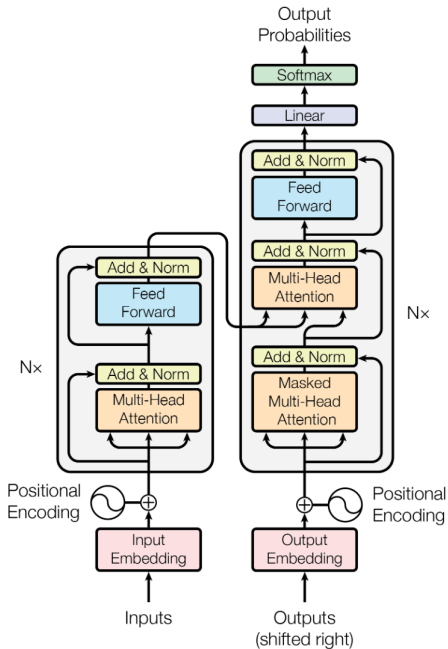 Output
Probabilities
Softmax
Linear
Add & Norm
Feed
Forward
Add & Norm
Multi-Head
Attention
Add & Norm
Masked
Multi-Head
Attention
N×
Add & Norm
Feed
Forward
Add & Norm
Multi-Head
Attention
N×
Positional
Encoding
Positional
Encoding
Input
Embedding
Output
Embedding
Inputs
Outputs
(shifted right)